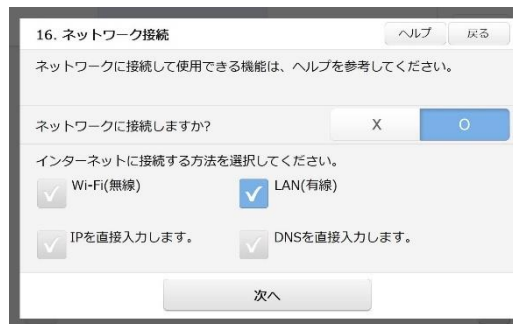 16. ネットワーク接続
ヘルプ
戻る
ネットワークに接続して使用できる機能は、ヘルプを参考してください。
ネットワークに接続しますか?
X
O
インターネットに接続する方法を選択してください。
Wi-Fi(無線)
LAN(有線)
IPを直接入力します。
DNSを直接入力します。
次へ